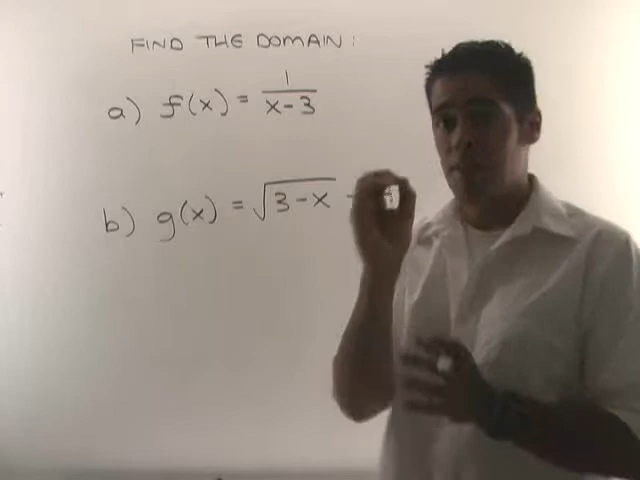 FIND THE DOMAIN:
a) f(x) = 1/(x-3)
b) g(x) = √(3-x) -